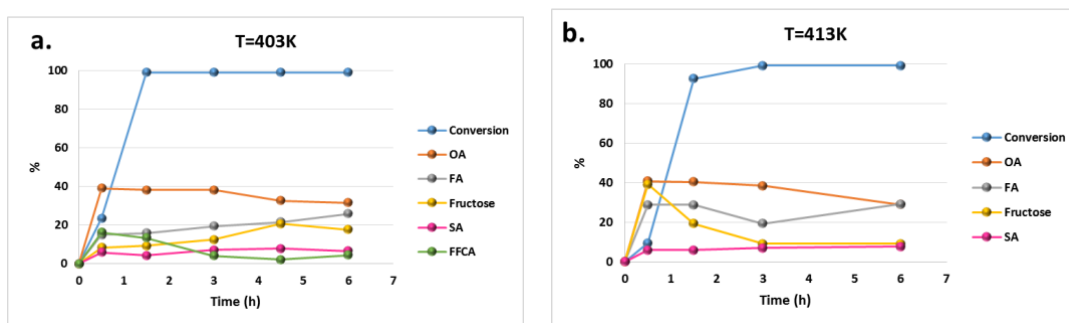 a.
T=403K
100
80
60
40
20
0
%
0 1 2 3 4 5 6 7
Time (h)
Conversion
OA
FA
Fructose
SA
FFCA
b.
T=413K
100
80
60
40
20
0
%
0 1 2 3 4 5 6 7
Time (h)
Conversion
OA
FA
Fructose
SA